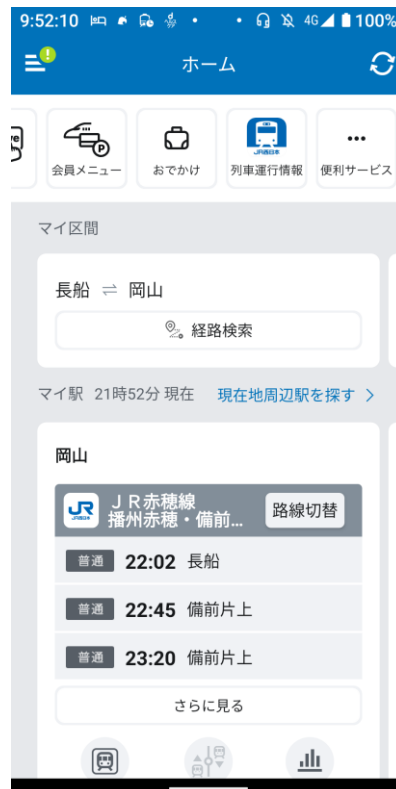 9:52:10 4G 100%
ホーム
会員メニュー おでかけ 列車運行情報 便利サービス
マイ区間
長船 ⇌ 岡山
経路検索
マイ駅 21時52分 現在 現在地周辺駅を探す >
岡山
JR ＪＲ赤穂線
播州赤穂・備前...
路線切替
普通 22:02 長船
普通 22:45 備前片上
普通 23:20 備前片上
さらに見る